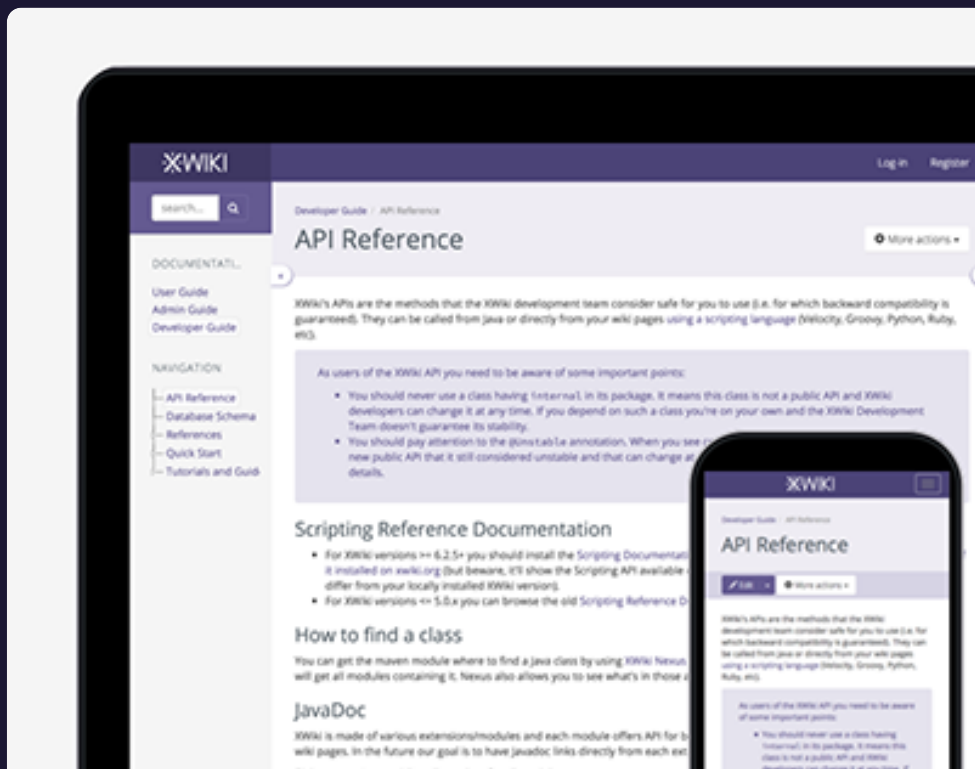 XWIKI
Log-in Register
search...
Developer Guide / API Reference
API Reference
More actions
DOCUMENTATI...
User Guide
Admin Guide
Developer Guide
NAVIGATION
API Reference
Database Schema
References
Quick Start
Tutorials and Guid
XWiki's APIs are the methods that the XWiki development team consider safe for you to use (i.e. for which backward compatibility is
guaranteed). They can be called from Java or directly from your wiki pages using a scripting language (Velocity, Groovy, Python, Ruby,
etc).
As users of the XWiki API you need to be aware of some important points:
• You should never use a class having internal in its package. It means this class is not a public API and XWiki
developers can change it at any time. If you depend on such a class you're on your own and the XWiki Development
Team doesn't guarantee its stability.
• You should pay attention to the @Unstable annotation. When you see
new public API that it still considered unstable and that can change at
details.
Scripting Reference Documentation
• For XWiki versions >= 6.2.5+ you should install the Scripting Documentati
it installed on xwiki.org (but beware, it'll show the Scripting API available
differ from your locally installed XWiki version).
• For XWiki versions <= 5.0.x you can browse the old Scripting Reference D
How to find a class
You can get the maven module where to find a Java class by using XWiki Nexus
will get all modules containing it. Nexus also allows you to see what's in those
JavaDoc
XWiki is made of various extensions/modules and each module offers API for
wiki pages. In the future our goal is to have Javadoc links directly from each ext
XWIKI
Developer Guide / API Reference
API Reference
Edit More actions
XWiki's APIs are the methods that the XWiki
development team consider safe for you to use (i.e. for
which backward compatibility is guaranteed). They can
be called from Java or directly from your wiki pages
using a scripting language (Velocity, Groovy, Python,
Ruby, etc).
As users of the XWiki API you need to be aware
of some important points:
• You should never use a class having
internal in its package. It means this
class is not a public API and XWiki
developers can change it at any time. If